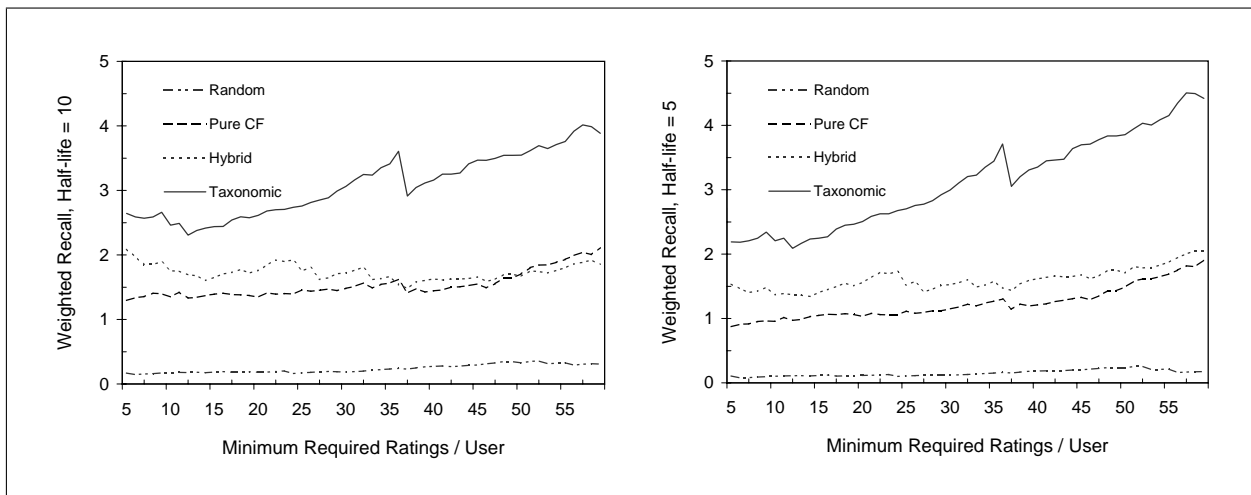 Weighted Recall, Half-life = 10
5
4
3
2
1
0
Random
Pure CF
Hybrid
Taxonomic
5 10 15 20 25 30 35 40 45 50 55
Minimum Required Ratings / User
Weighted Recall, Half-life = 5
5
4
3
2
1
0
Random
Pure CF
Hybrid
Taxonomic
5 10 15 20 25 30 35 40 45 50 55
Minimum Required Ratings / User